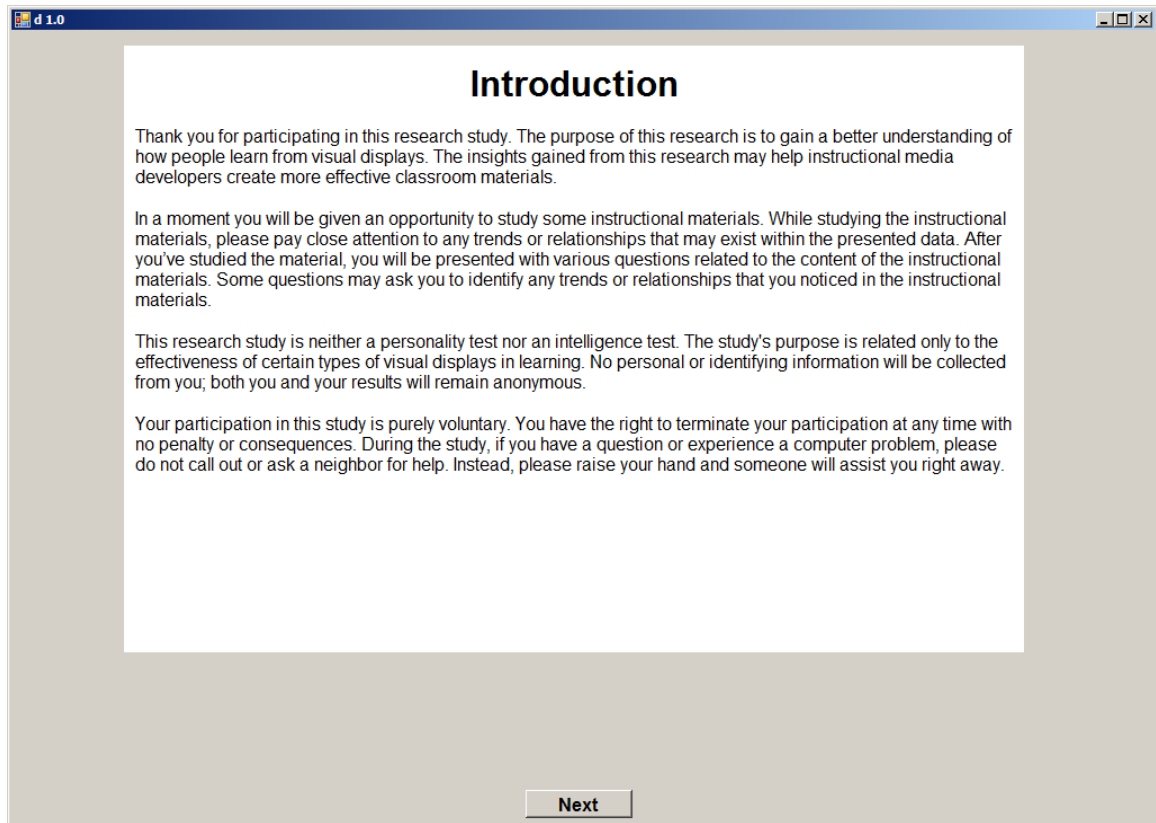 d 1.0
Introduction
Thank you for participating in this research study. The purpose of this research is to gain a better understanding of
how people learn from visual displays. The insights gained from this research may help instructional media
developers create more effective classroom materials.
In a moment you will be given an opportunity to study some instructional materials. While studying the instructional
materials, please pay close attention to any trends or relationships that may exist within the presented data. After
you've studied the material, you will be presented with various questions related to the content of the instructional
materials. Some questions may ask you to identify any trends or relationships that you noticed in the instructional
materials.
This research study is neither a personality test nor an intelligence test. The study's purpose is related only to the
effectiveness of certain types of visual displays in learning. No personal or identifying information will be collected
from you; both you and your results will remain anonymous.
Your participation in this study is purely voluntary. You have the right to terminate your participation at any time with
no penalty or consequences. During the study, if you have a question or experience a computer problem, please
do not call out or ask a neighbor for help. Instead, please raise your hand and someone will assist you right away.
Next